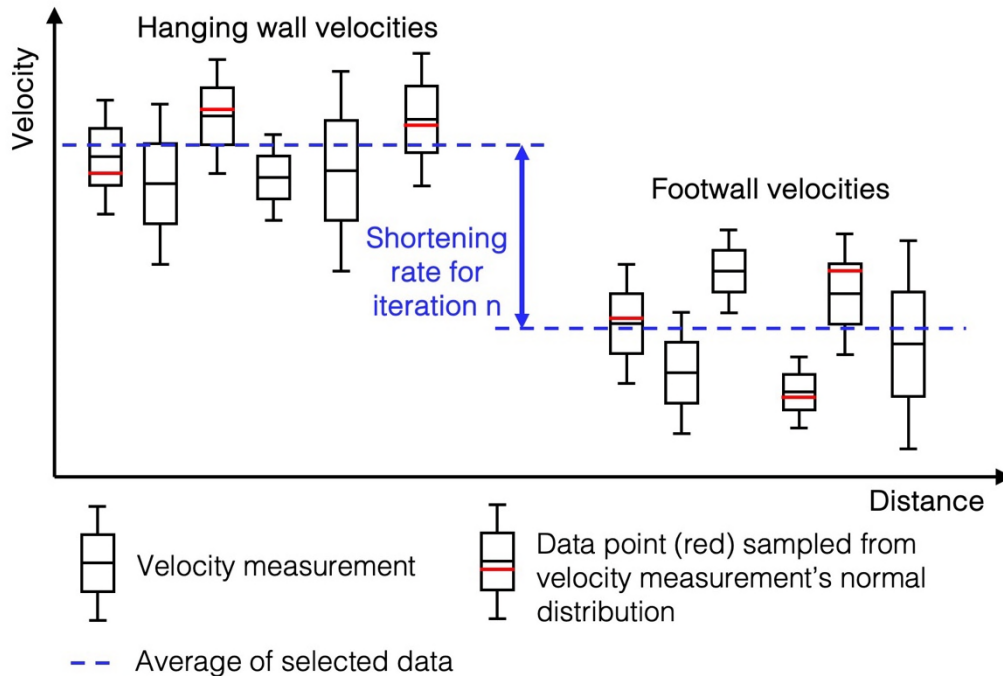 Hanging wall velocities
Velocity
Footwall velocities
Shortening
rate for
iteration n
Distance
Velocity measurement
Data point (red) sampled from
velocity measurement's normal
distribution
Average of selected data